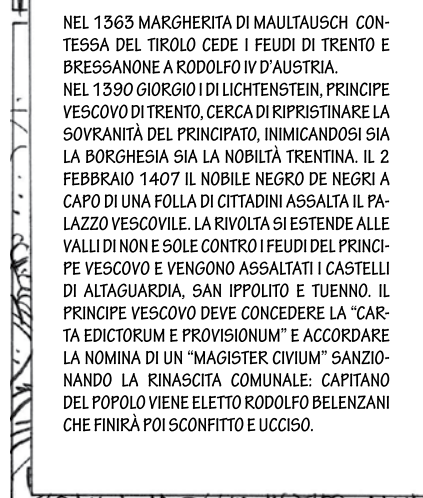 NEL 1363 MARGHERITA DI MAULTAUSCH CON-
TESSA DEL TIROLO CEDE I FEUDI DI TRENTO E
BRESSANONE A RODOLFO IV D'AUSTRIA.
NEL 1390 GIORGIO I DI LICHTENSTEIN, PRINCIPE
VESCOVO DI TRENTO, CERCA DI RIPRISTINARE LA
SOVRANITÀ DEL PRINCIPATO, INIMICANDOSI SIA
LA BORGHESIA SIA LA NOBILTÀ TRENTINA. IL 2
FEBBRAIO 1407 IL NOBILE NEGRO DE NEGRI A
CAPO DI UNA FOLLA DI CITTADINI ASSALTA IL PA-
LAZZO VESCOVILE. LA RIVOLTA SI ESTENDE ALLE
VALLI DI NON E SOLE CONTRO I FEUDI DEL PRINCI-
PE VESCOVO E VENGONO ASSALTATI I CASTELLI
DI ALTAGUARDIA, SAN IPPOLITO E TUENNO. IL
PRINCIPE VESCOVO DEVE CONCEDERE LA “CAR-
TA EDICTORUM E PROVISIONUM” E ACCORDARE
LA NOMINA DI UN “MAGISTER CIVIUM” SANZIO-
NANDO LA RINASCITA COMUNALE: CAPITANO
DEL POPOLO VIENE ELETTO RODOLFO BELENZANI
CHE FINIRÀ POI SCONFITTO E UCCISO.